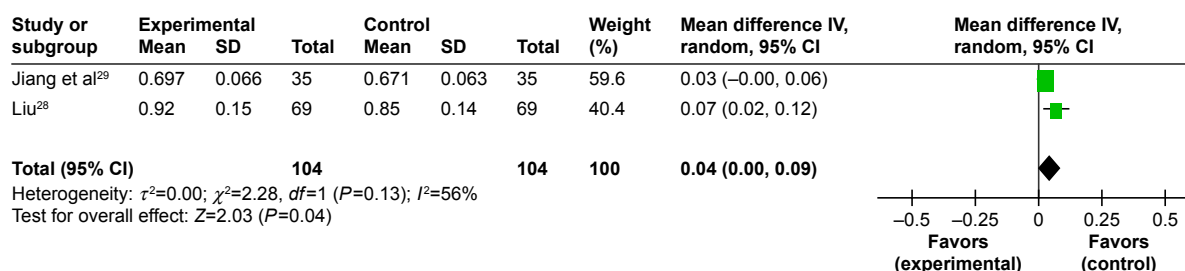 Study or subgroup Experimental Control Weight (%) Mean difference IV, random, 95% CI Mean difference IV, random, 95% CI
Mean SD Total Mean SD Total
Jiang et al²⁹ 0.697 0.066 35 0.671 0.063 35 59.6 0.03 (–0.00, 0.06)
Liu²⁸ 0.92 0.15 69 0.85 0.14 69 40.4 0.07 (0.02, 0.12)
Total (95% CI) 104 104 100 0.04 (0.00, 0.09)
Heterogeneity: τ²=0.00; χ²=2.28, df=1 (P=0.13); I²=56%
Test for overall effect: Z=2.03 (P=0.04)
–0.5 –0.25 0 0.25 0.5
Favors (experimental) Favors (control)